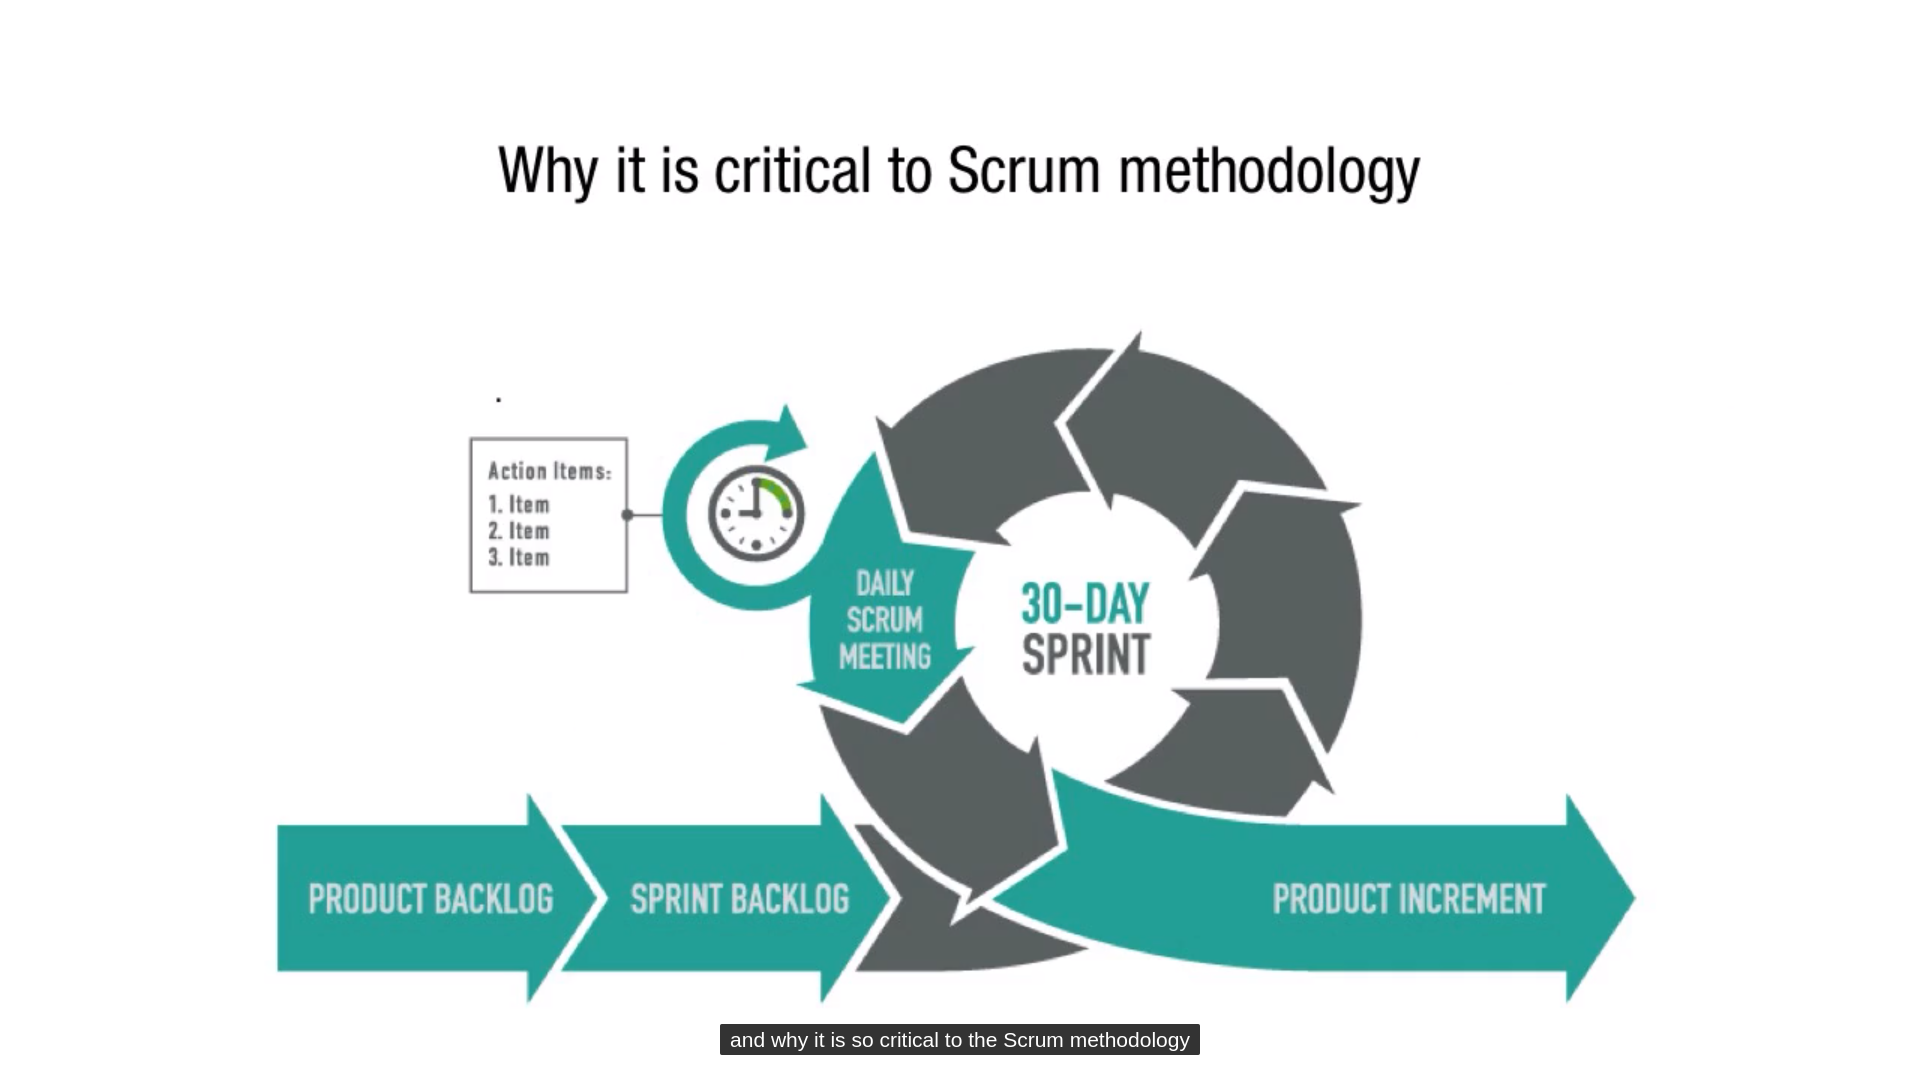 Why it is critical to Scrum methodology
Action Items:
1. Item
2. Item
3. Item
DAILY
SCRUM
MEETING
30-DAY
SPRINT
PRODUCT BACKLOG
SPRINT BACKLOG
PRODUCT INCREMENT
and why it is so critical to the Scrum methodology